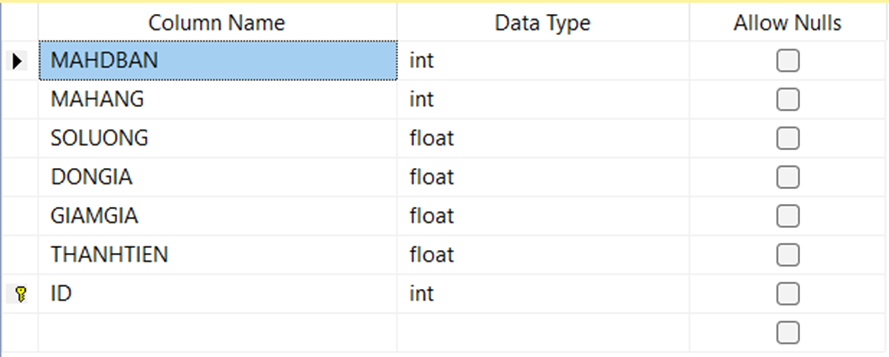 Column Name Data Type Allow Nulls
MAHDBAN int
MAHANG int
SOLUONG float
DONGIA float
GIAMGIA float
THANHTIEN float
ID int